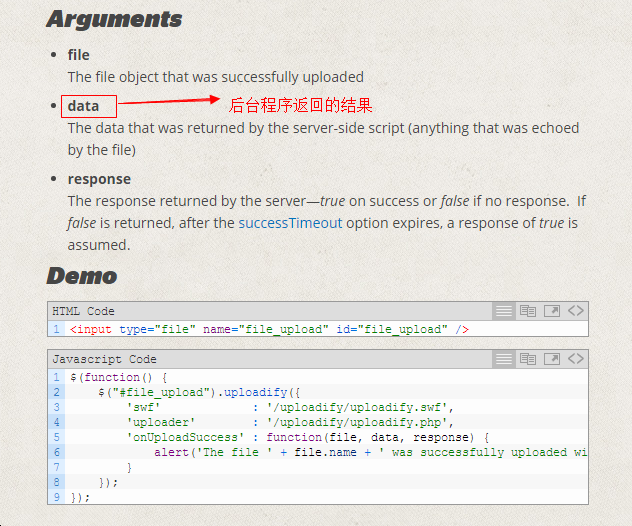 Arguments
file
The file object that was successfully uploaded
data 后台程序返回的结果
The data that was returned by the server-side script (anything that was echoed
by the file)
response
The response returned by the server—true on success or false if no response.  If
false is returned, after the successTimeout option expires, a response of true is
assumed.
Demo
HTML Code
1 <input type="file" name="file_upload" id="file_upload" />
Javascript Code
1 $(function() {
2     $("#file_upload").uploadify({
3         'swf'             : '/uploadify/uploadify.swf',
4         'uploader'        : '/uploadify/uploadify.php',
5         'onUploadSuccess' : function(file, data, response) {
6             alert('The file ' + file.name + ' was successfully uploaded wi
7         }
8     });
9 });